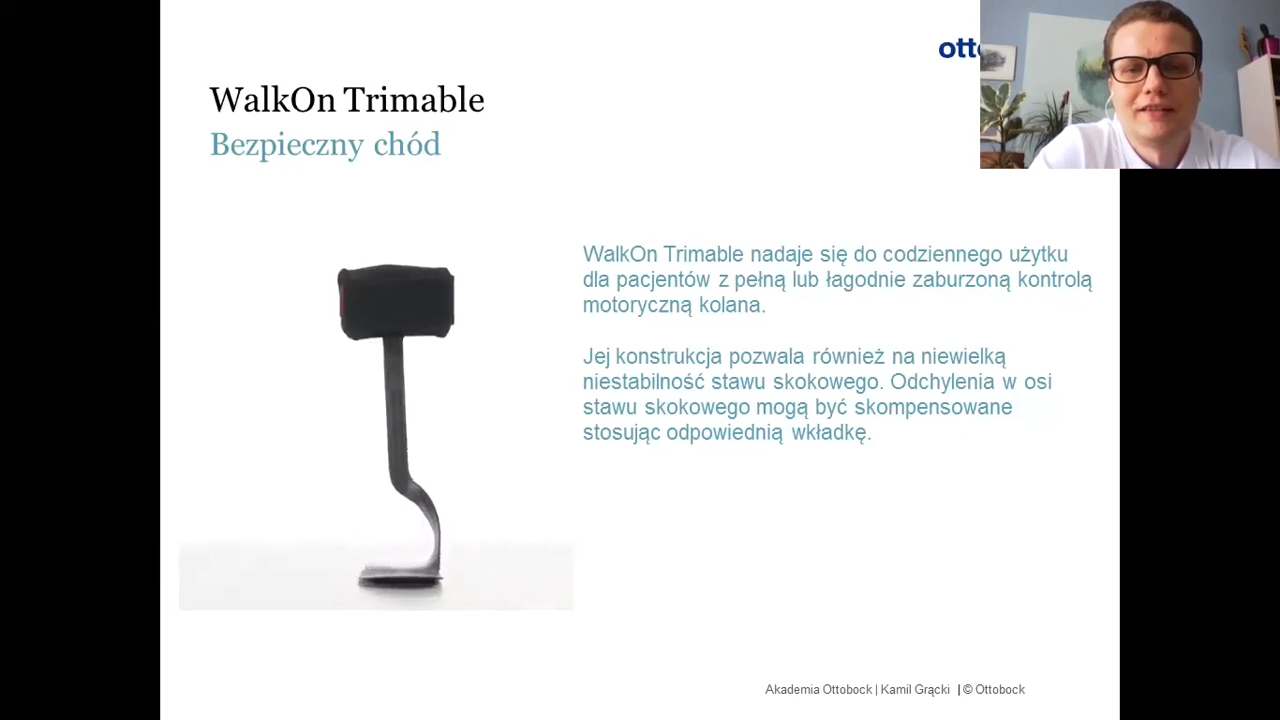 WalkOn Trimable
Bezpieczny chód
WalkOn Trimable nadaje się do codziennego użytku
dla pacjentów z pełną lub łagodnie zaburzoną kontrolą
motoryczną kolana.
Jej konstrukcja pozwala również na niewielką
niestabilność stawu skokowego. Odchylenia w osi
stawu skokowego mogą być skompensowane
stosując odpowiednią wkładkę.
Akademia Ottobock | Kamil Grącki | © Ottobock